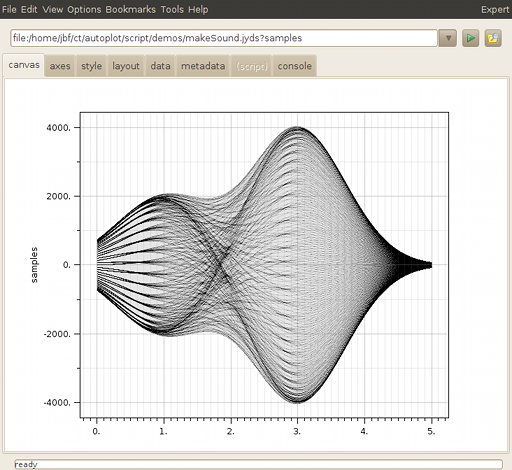 File Edit View Options Bookmarks Tools Help Expert
file:/home/jbf/ct/autoplot/script/demos/makeSound.jyds?samples
canvas axes style layout data metadata (script) console
4000.
2000.
0.
-2000.
-4000.
samples
0. 1. 2. 3. 4. 5.
ready